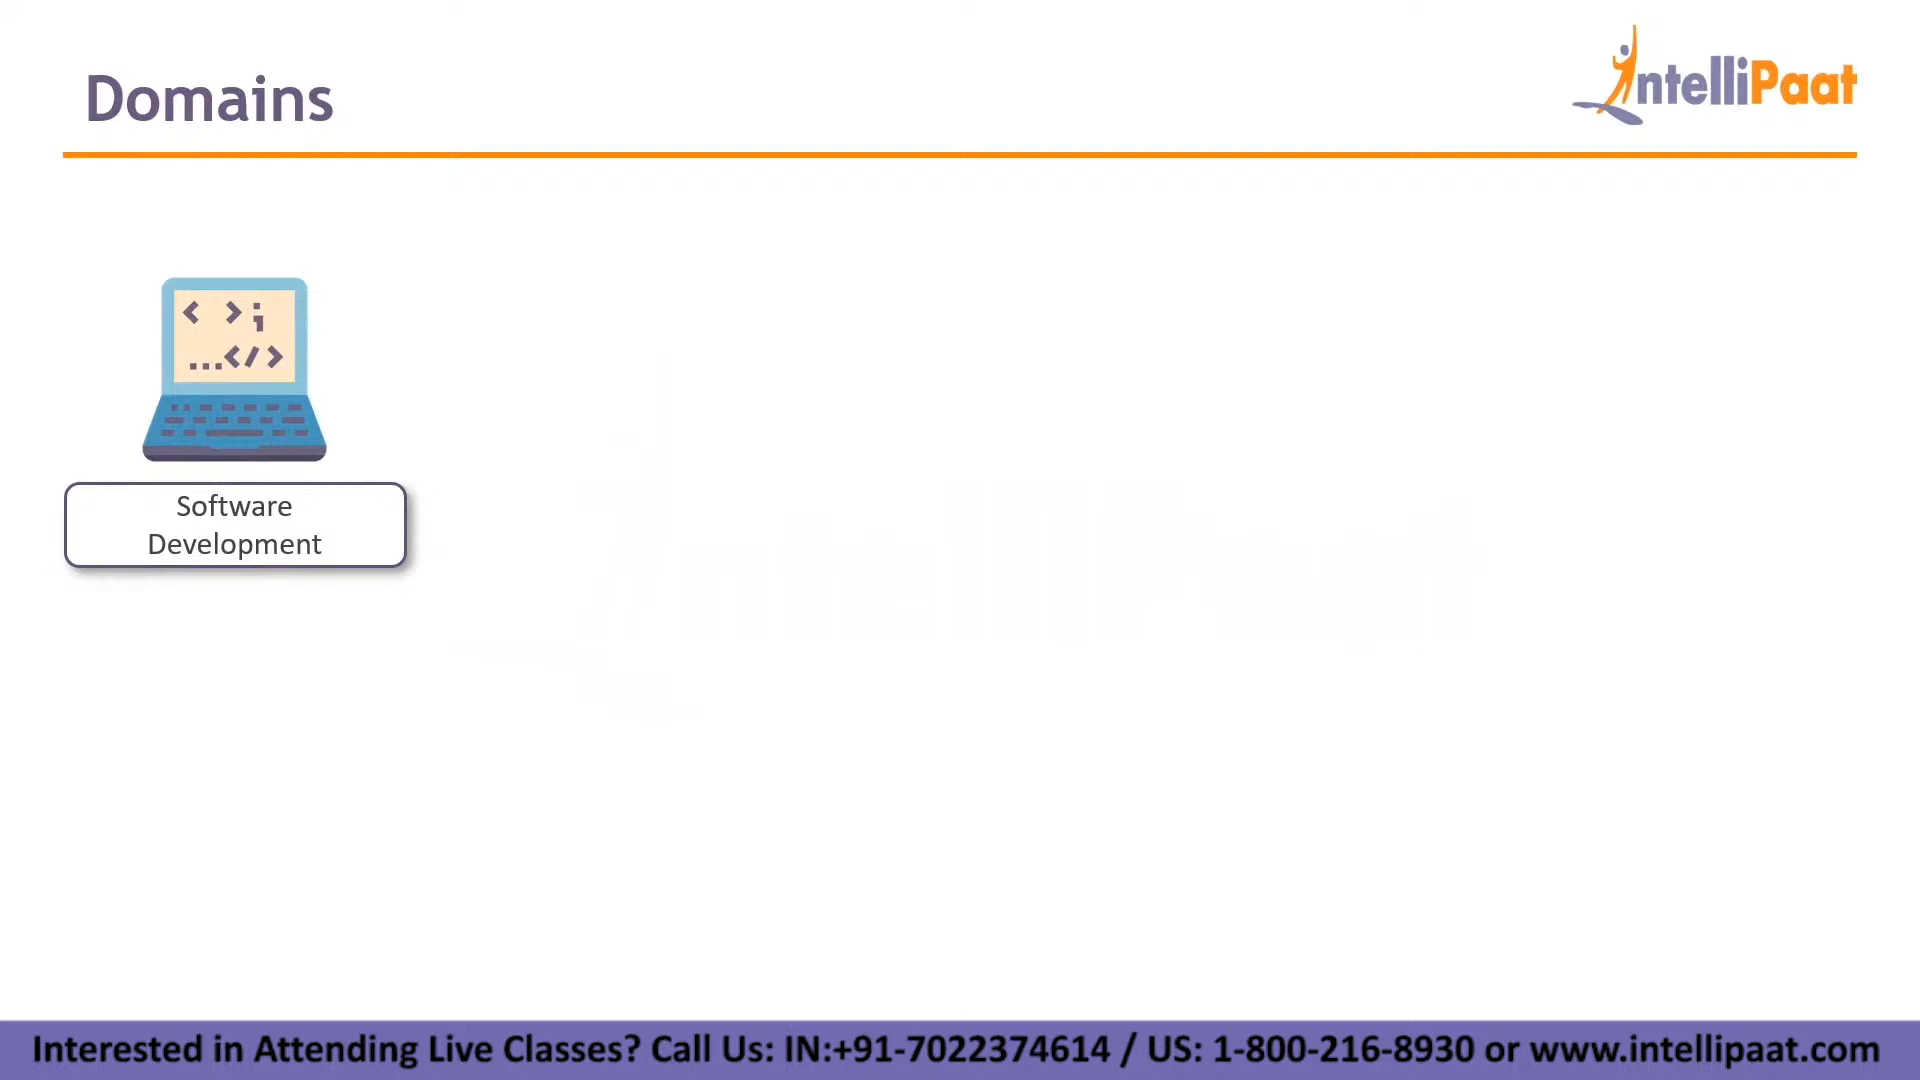 Domains
IntelliPaat
< > ;
...</>
Software
Development
Interested in Attending Live Classes? Call Us: IN:+91-7022374614 / US: 1-800-216-8930 or www.intellipaat.com